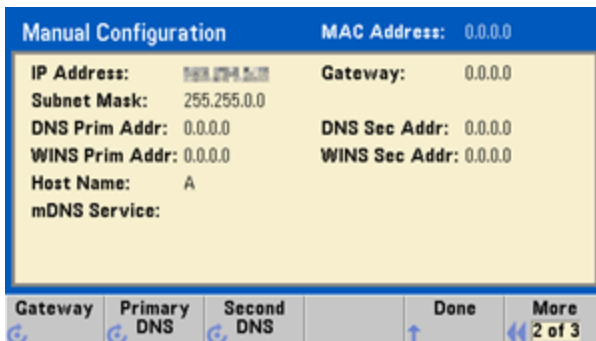 Manual Configuration MAC Address: 0.0.0.0
IP Address: Gateway: 0.0.0.0
Subnet Mask: 255.255.0.0
DNS Prim Addr: 0.0.0.0 DNS Sec Addr: 0.0.0.0
WINS Prim Addr: 0.0.0.0 WINS Sec Addr: 0.0.0.0
Host Name: A
mDNS Service:
Gateway Primary Second Done More
DNS DNS 2 of 3